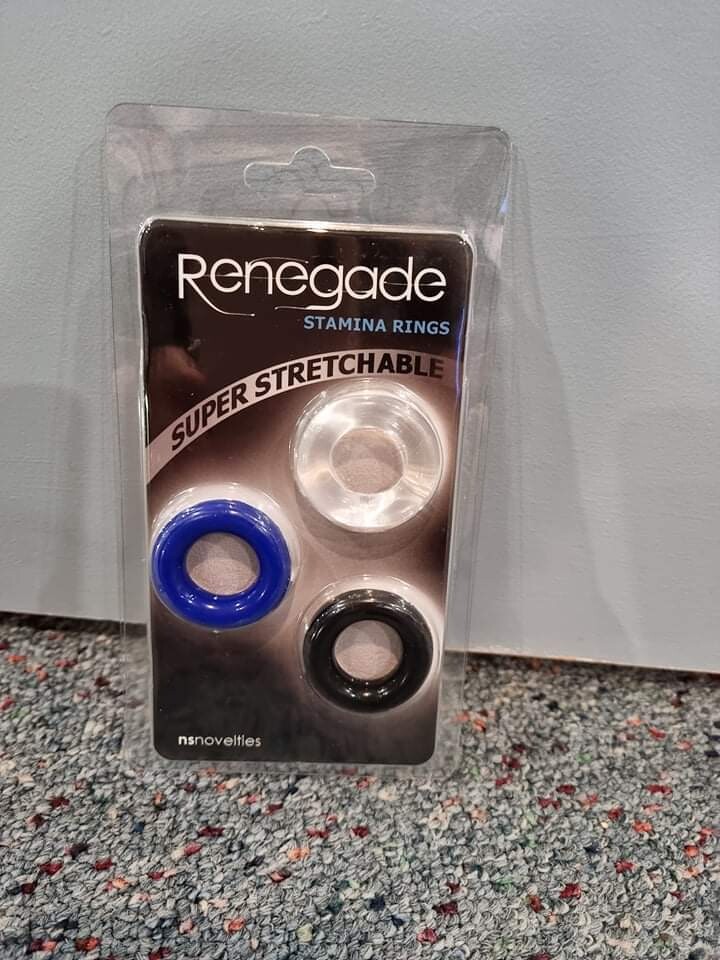 Renegade
STAMINA RINGS
SUPER STRETCHABLE
nsnovelties